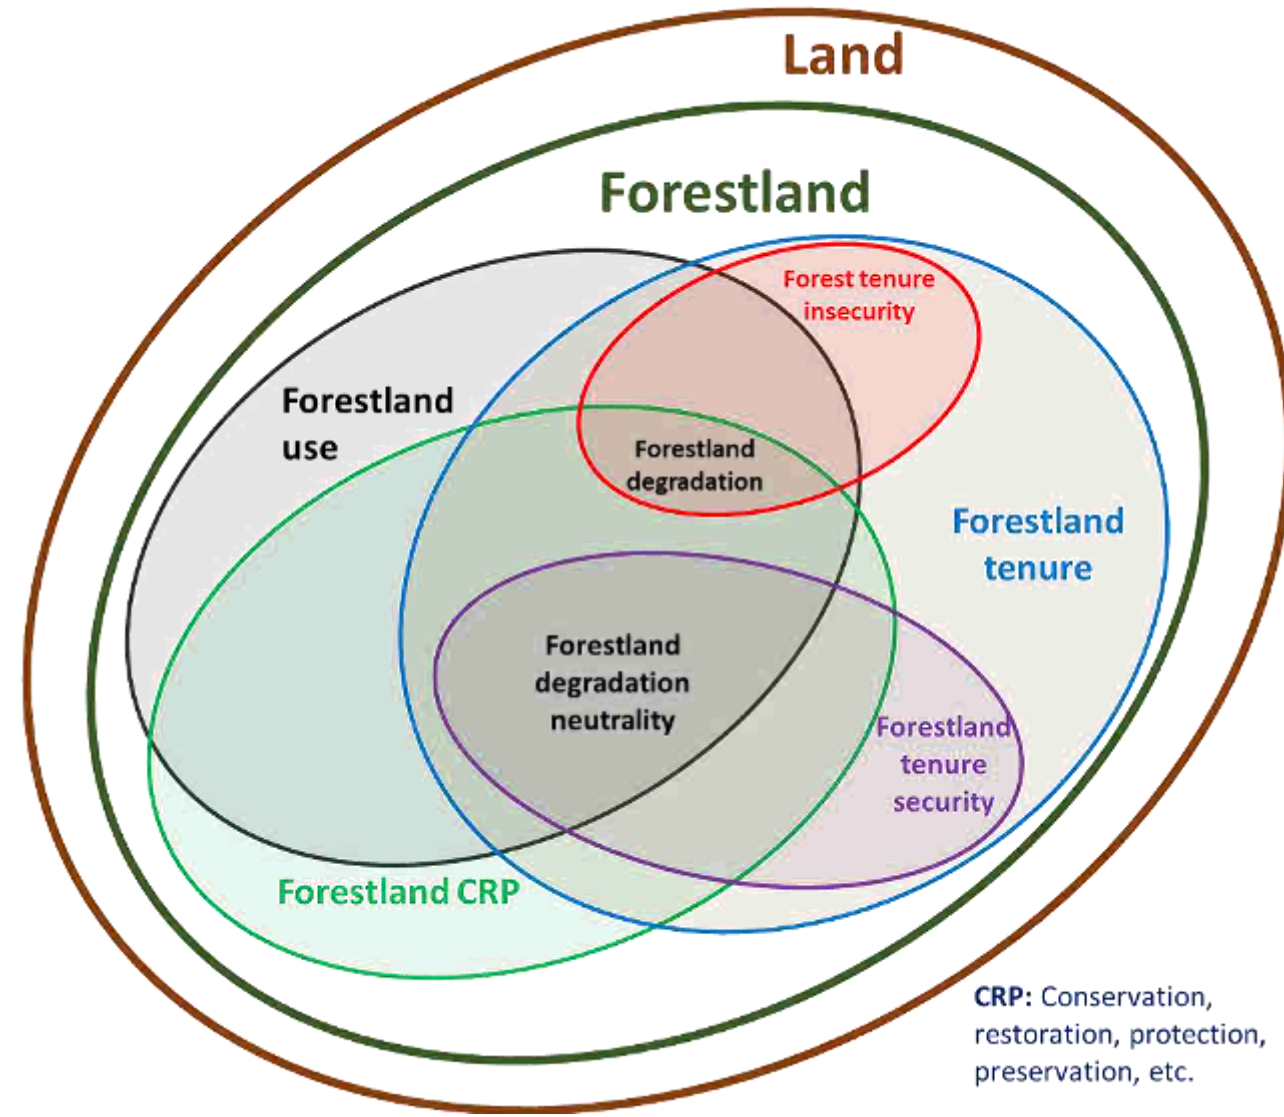 Land
Forestland
Forest tenure
insecurity
Forestland
use
Forestland
degradation
Forestland
tenure
Forestland
degradation
neutrality
Forestland
tenure
security
Forestland CRP
CRP: Conservation,
restoration, protection,
preservation, etc.